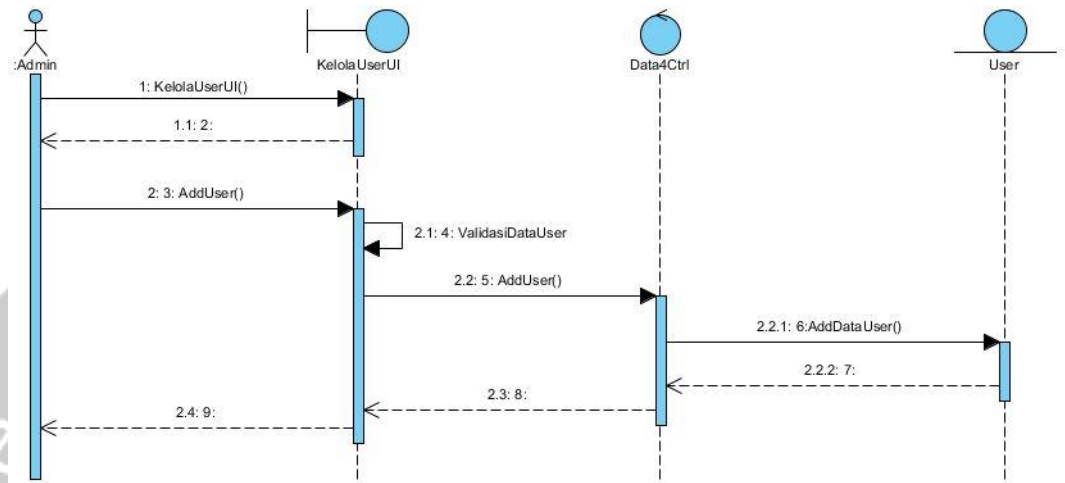 :Admin
KelolaUserUI
Data4Ctrl
User
1: KelolaUserUI()
1.1: 2:
2: 3: AddUser()
2.1: 4: ValidasiDataUser
2.2: 5: AddUser()
2.2.1: 6:AddDataUser()
2.2.2: 7:
2.3: 8:
2.4: 9: